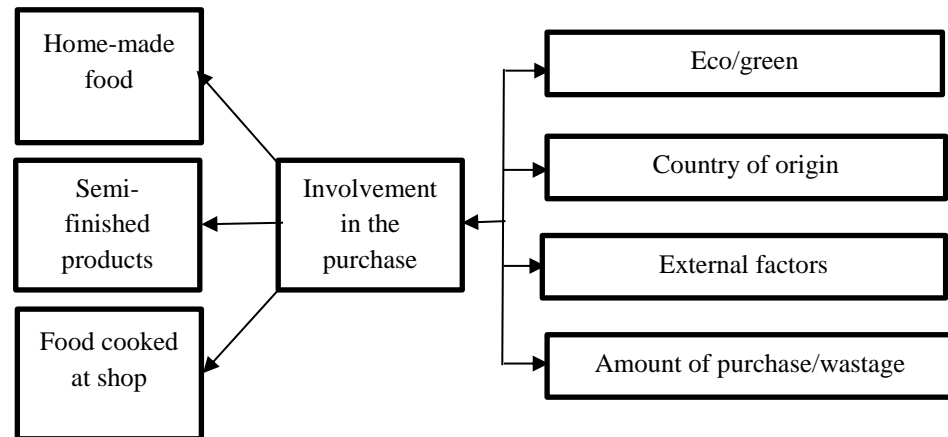 Home-made
food
Semi-
finished
products
Food cooked
at shop
Involvement
in the
purchase
Eco/green
Country of origin
External factors
Amount of purchase/wastage